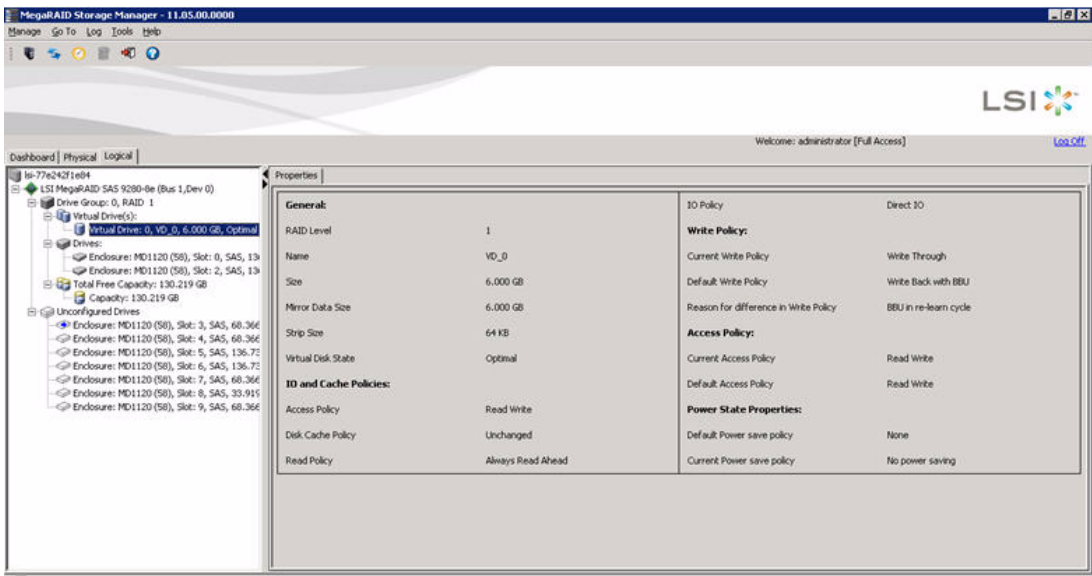 MegaRAID Storage Manager - 11.05.00.0000
Manage Go To Log Tools Help
LSI
Welcome: administrator [Full Access]
Log Off
Dashboard Physical Logical
lsi-77e242f1e84
LSI MegaRAID SAS 9280-8e (Bus 1,Dev 0)
Drive Group: 0, RAID 1
Virtual Drive(s):
Virtual Drive: 0, VD_0, 6.000 GB, Optimal
Drives:
Enclosure: MD1120 (58), Slot: 0, SAS, 13
Enclosure: MD1120 (58), Slot: 2, SAS, 13
Total Free Capacity: 130.219 GB
Capacity: 130.219 GB
Unconfigured Drives
Enclosure: MD1120 (58), Slot: 3, SAS, 68.366
Enclosure: MD1120 (58), Slot: 4, SAS, 68.366
Enclosure: MD1120 (58), Slot: 5, SAS, 136.73
Enclosure: MD1120 (58), Slot: 6, SAS, 136.73
Enclosure: MD1120 (58), Slot: 7, SAS, 68.366
Enclosure: MD1120 (58), Slot: 8, SAS, 33.919
Enclosure: MD1120 (58), Slot: 9, SAS, 68.366
Properties
General:
RAID Level 1
Name VD_0
Size 6.000 GB
Mirror Data Size 6.000 GB
Strip Size 64 KB
Virtual Disk State Optimal
IO and Cache Policies:
Access Policy Read Write
Disk Cache Policy Unchanged
Read Policy Always Read Ahead
IO Policy Direct IO
Write Policy:
Current Write Policy Write Through
Default Write Policy Write Back with BBU
Reason for difference in Write Policy BBU in re-learn cycle
Access Policy:
Current Access Policy Read Write
Default Access Policy Read Write
Power State Properties:
Default Power save policy None
Current Power save policy No power saving